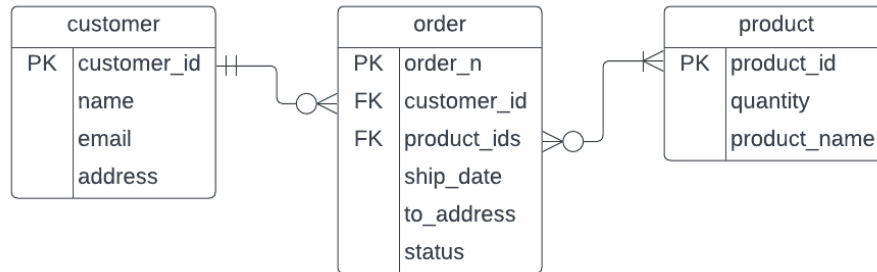 customer
PK customer_id
name
email
address
order
PK order_n
FK customer_id
FK product_ids
ship_date
to_address
status
product
PK product_id
quantity
product_name